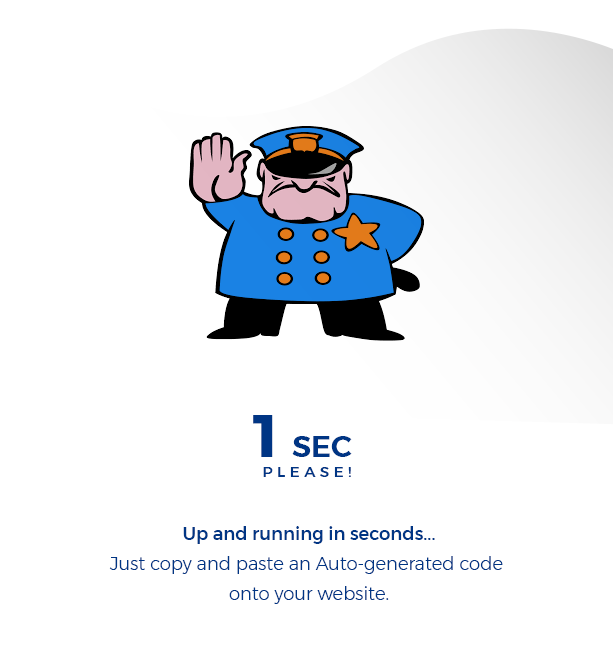 1 SEC
PLEASE!
Up and running in seconds...
Just copy and paste an Auto-generated code
onto your website.